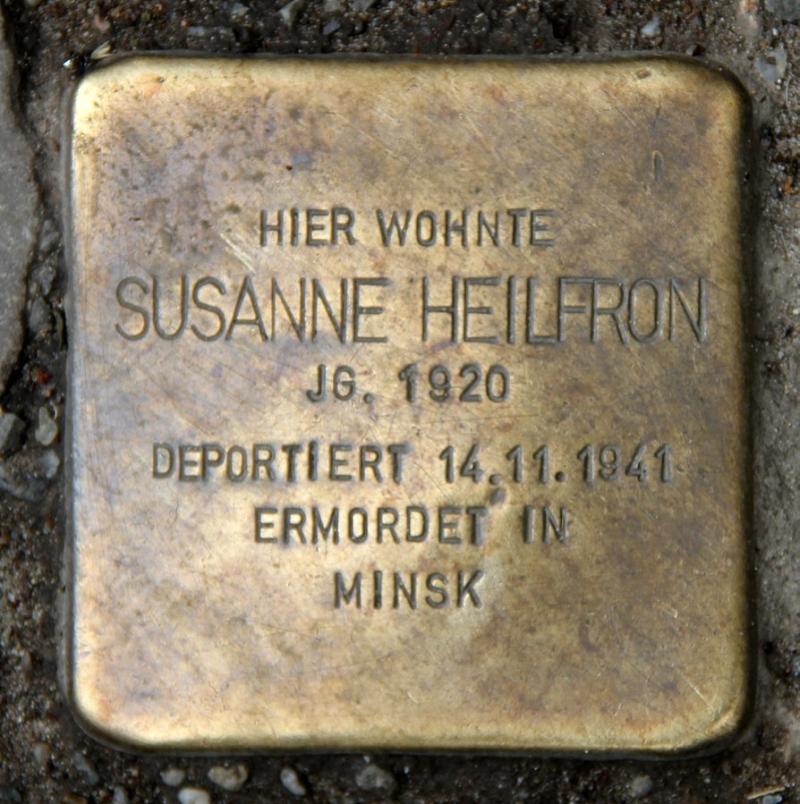 HIER WOHNTE
SUSANNE HEILFRON
JG. 1920
DEPORTIERT 14.11.1941
ERMORDET IN
MINSK